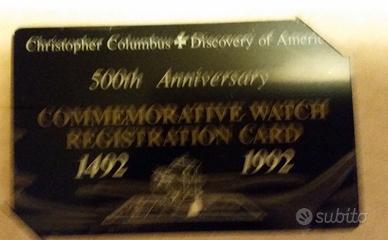 Christopher Columbus ✚ Discovery of Americ
500th Anniversary
COMMEMORATIVE WATCH
REGISTRATION CARD
1492 1992
subito